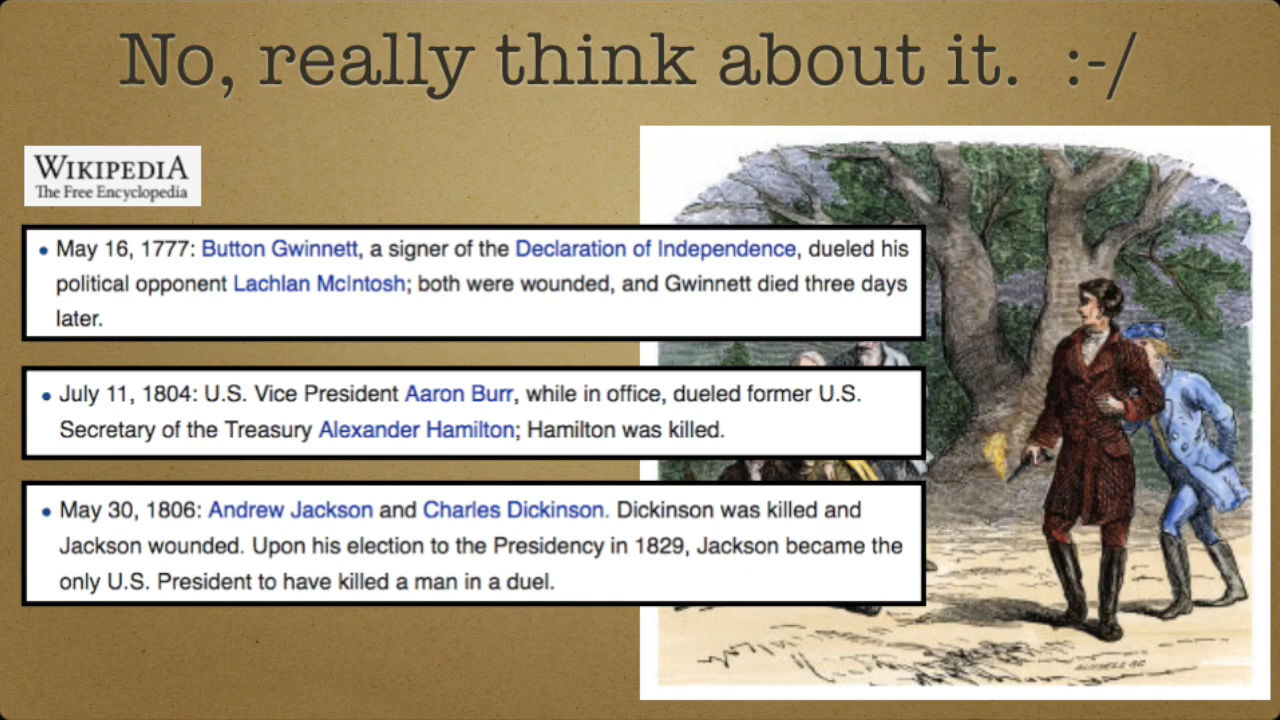 No, really think about it. :-/
WIKIPEDIA
The Free Encyclopedia
• May 16, 1777: Button Gwinnett, a signer of the Declaration of Independence, dueled his
political opponent Lachlan McIntosh; both were wounded, and Gwinnett died three days
later.
• July 11, 1804: U.S. Vice President Aaron Burr, while in office, dueled former U.S.
Secretary of the Treasury Alexander Hamilton; Hamilton was killed.
• May 30, 1806: Andrew Jackson and Charles Dickinson. Dickinson was killed and
Jackson wounded. Upon his election to the Presidency in 1829, Jackson became the
only U.S. President to have killed a man in a duel.